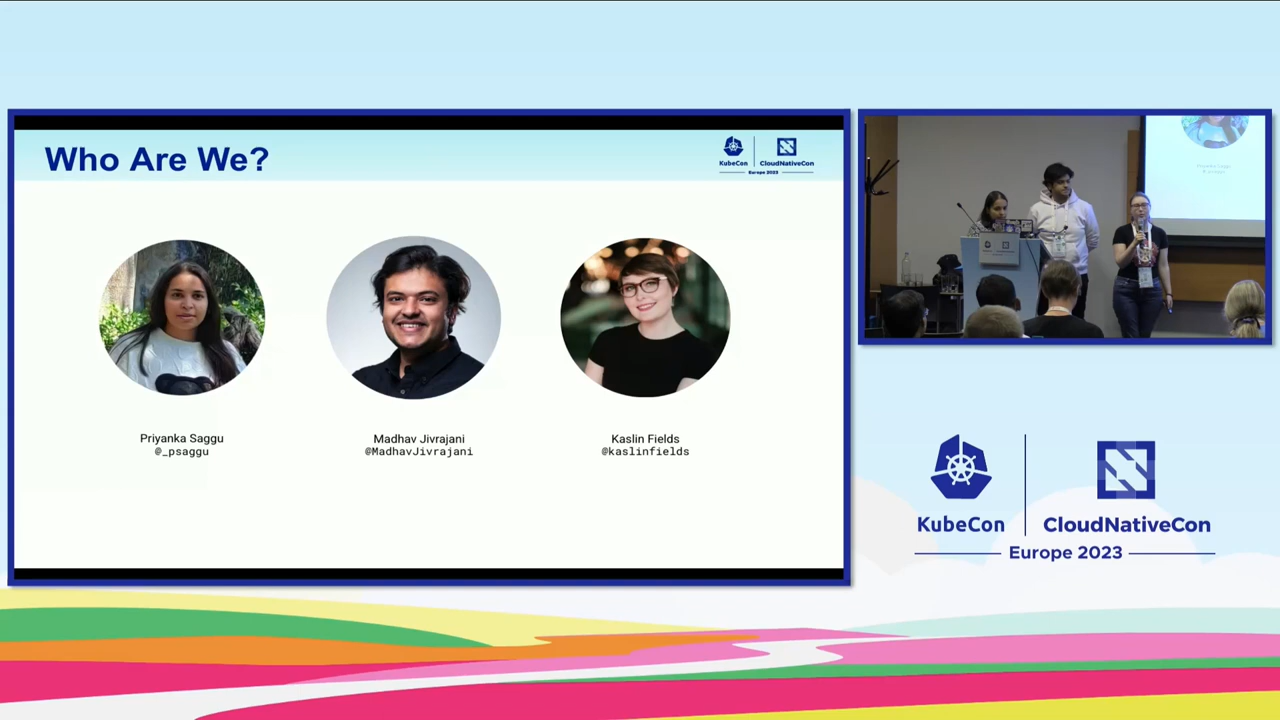 Who Are We?
KubeCon
CloudNativeCon
Europe 2023
Priyanka Saggu
@_psaggu
Madhav Jivrajani
@MadhavJivrajani
Kaslin Fields
@kaslinfields
KubeCon
CloudNativeCon
Europe 2023